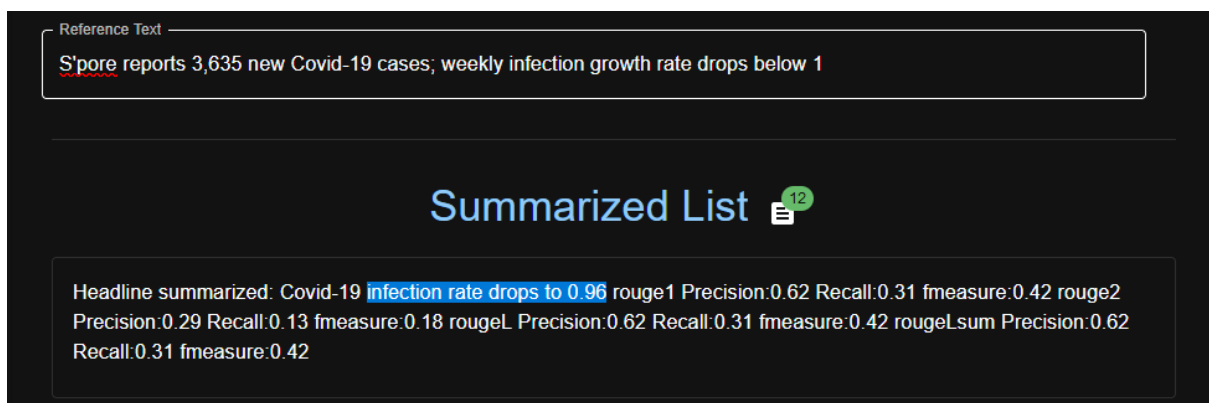 Reference Text
S'pore reports 3,635 new Covid-19 cases; weekly infection growth rate drops below 1
Summarized List
12
Headline summarized: Covid-19 infection rate drops to 0.96 rouge1 Precision:0.62 Recall:0.31 fmeasure:0.42 rouge2
Precision:0.29 Recall:0.13 fmeasure:0.18 rougeL Precision:0.62 Recall:0.31 fmeasure:0.42 rougeLsum Precision:0.62
Recall:0.31 fmeasure:0.42